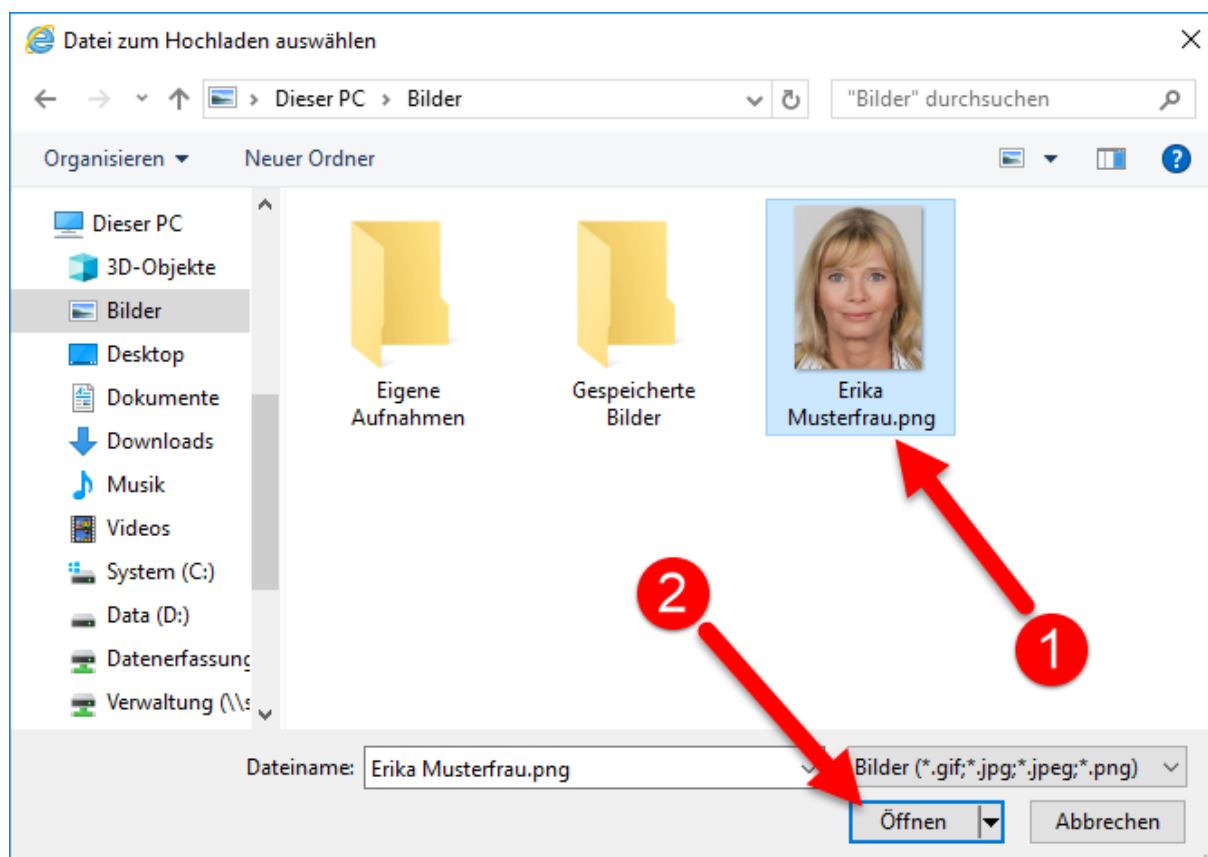 Datei zum Hochladen auswählen
Dieser PC > Bilder
"Bilder" durchsuchen
Organisieren
Neuer Ordner
?
Dieser PC
3D-Objekte
Bilder
Desktop
Dokumente
Downloads
Musik
Videos
System (C:)
Data (D:)
Datenerfassung
Verwaltung (\\s
Eigene
Aufnahmen
Gespeicherte
Bilder
Erika
Musterfrau.png
2
1
Dateiname:
Erika Musterfrau.png
Bilder (*.gif;*.jpg;*.jpeg;*.png)
Öffnen
Abbrechen